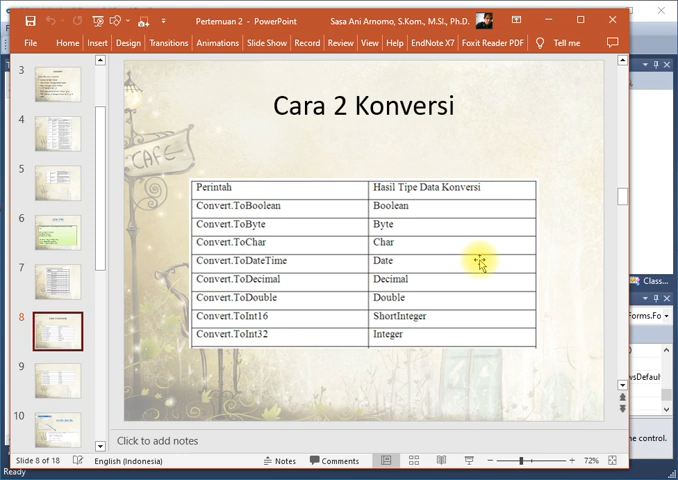 Pertemuan 2 - PowerPoint
Sasa Ani Arnomo, S.Kom., M.SI., Ph.D.
File Home Insert Design Transitions Animations Slide Show Record Review View EndNote X7 Foxit Reader PDF Tell me
3
4
5
6
7
8
9
10
CAFE
Cara 2 Konversi
Perintah Hasil Tipe Data Konversi
Convert.ToBoolean Boolean
Convert.ToByte Byte
Convert.ToChar Char
Convert.ToDateTime Date
Convert.ToDecimal Decimal
Convert.ToDouble Double
Convert.ToInt16 ShortInteger
Convert.ToInt32 Integer
Class...
Forms.Fo
wsDefault
he control.
Click to add notes
Slide 8 of 18 English (Indonesia) Notes Comments 72%
Ready